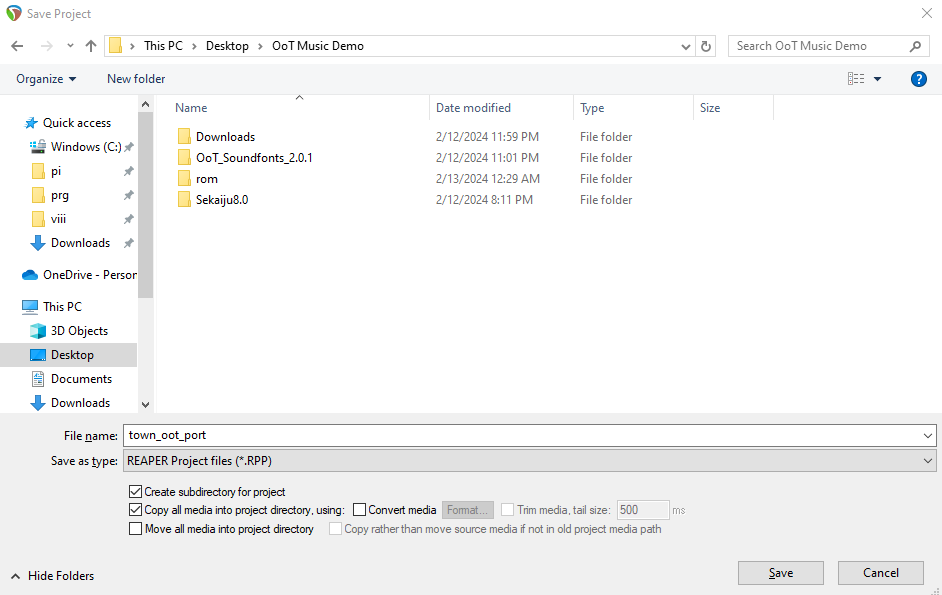 Save Project
This PC > Desktop > OoT Music Demo
Search OoT Music Demo
Organize
New folder
?
Name Date modified Type Size
Quick access
Windows (C:)
pi
prg
viii
Downloads
OneDrive - Person
This PC
3D Objects
Desktop
Documents
Downloads
Downloads 2/12/2024 11:59 PM File folder
OoT_Soundfonts_2.0.1 2/12/2024 11:01 PM File folder
rom 2/13/2024 12:29 AM File folder
Sekaiju8.0 2/12/2024 8:11 PM File folder
File name: town_oot_port
Save as type: REAPER Project files (*.RPP)
Create subdirectory for project
Copy all media into project directory, using: Convert media Format... Trim media, tail size: 500 ms
Move all media into project directory Copy rather than move source media if not in old project media path
Hide Folders
Save
Cancel